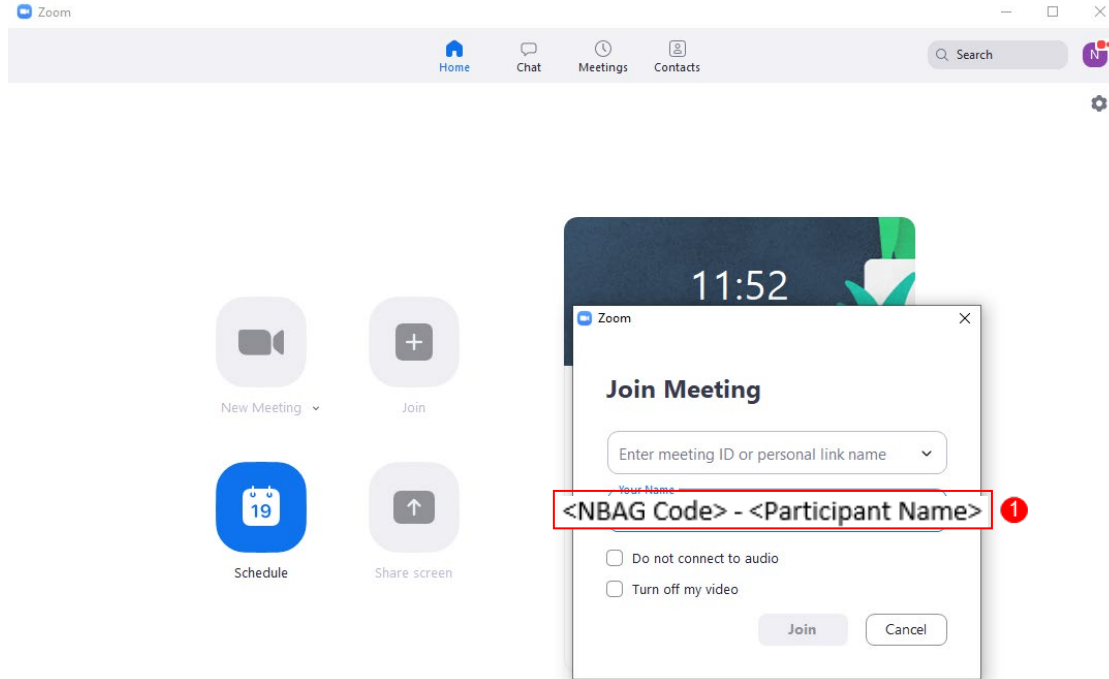 Zoom
Home
Chat
Meetings
Contacts
Search
N
11:52
New Meeting
Join
19
Schedule
Share screen
Zoom
Join Meeting
Enter meeting ID or personal link name
Your Name
<NBAG Code> - <Participant Name>
1
Do not connect to audio
Turn off my video
Join
Cancel